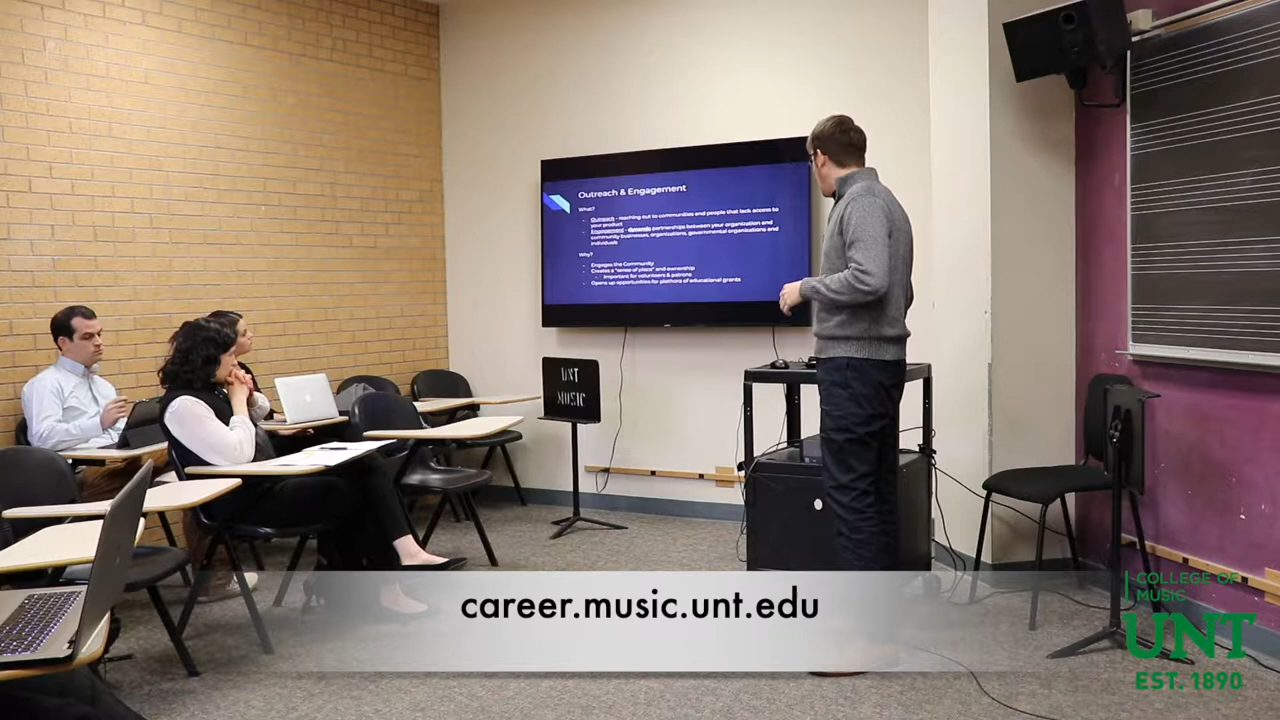 Outreach & Engagement
What?
- Outreach - reaching out to communities and people that lack access to
your product
- Engagement - dynamic partnerships between your organization and
community businesses, organizations, governmental organizations and
individuals
Why?
- Engages the Community
- Creates a "sense of place" and ownership
- Important for volunteers & patrons
- Opens up opportunities for plethora of educational grants
UNT
MUSIC
career.music.unt.edu
COLLEGE OF
MUSIC
UNT
EST. 1890